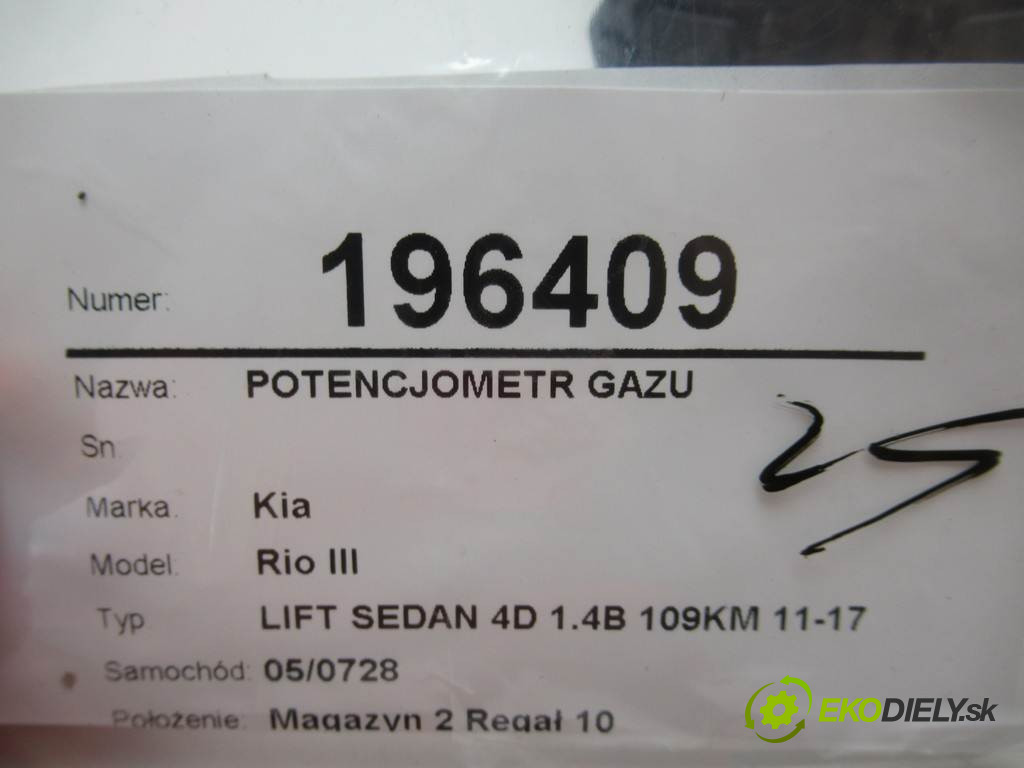 Numer: 196409
Nazwa: POTENCJOMETR GAZU
25
Sn:
Marka: Kia
Model: Rio III
Typ LIFT SEDAN 4D 1.4B 109KM 11-17
Samochód: 05/0728
Położenie: Magazyn 2 Regał 10
EKODIELY.sk